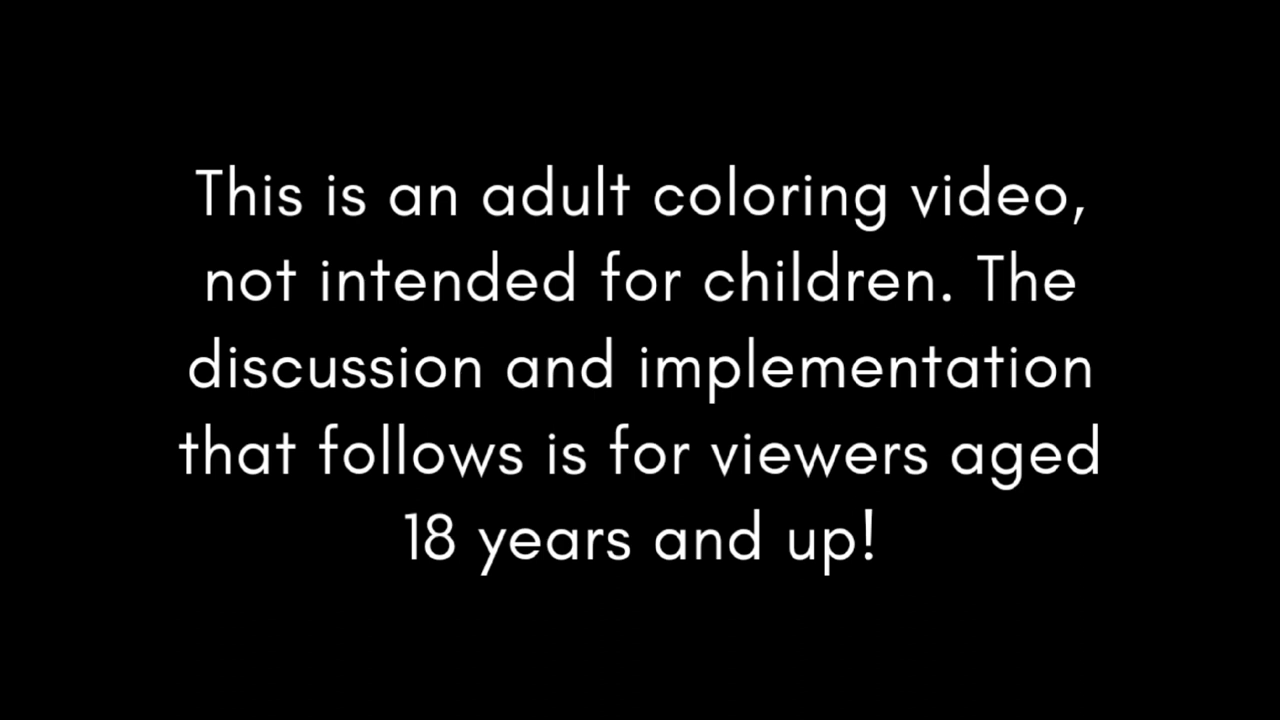 This is an adult coloring video,
not intended for children. The
discussion and implementation
that follows is for viewers aged
18 years and up!